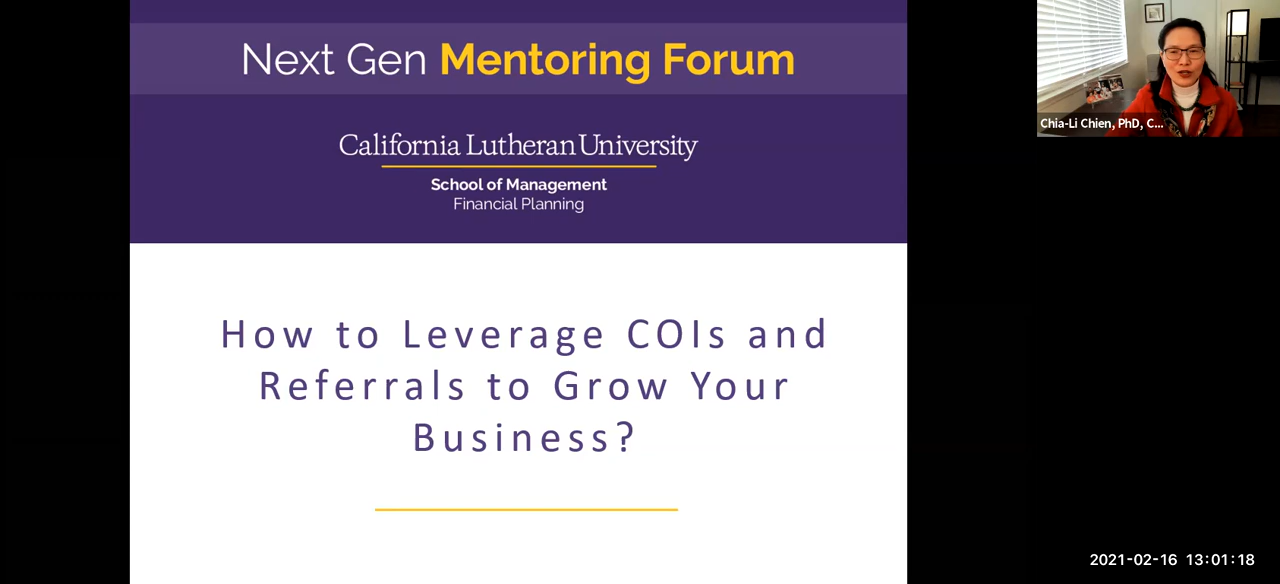 Next Gen Mentoring Forum
California Lutheran University
School of Management
Financial Planning
How to Leverage COIs and
Referrals to Grow Your
Business?
Chia-Li Chien, PhD, C...
2021-02-16 13:01:18